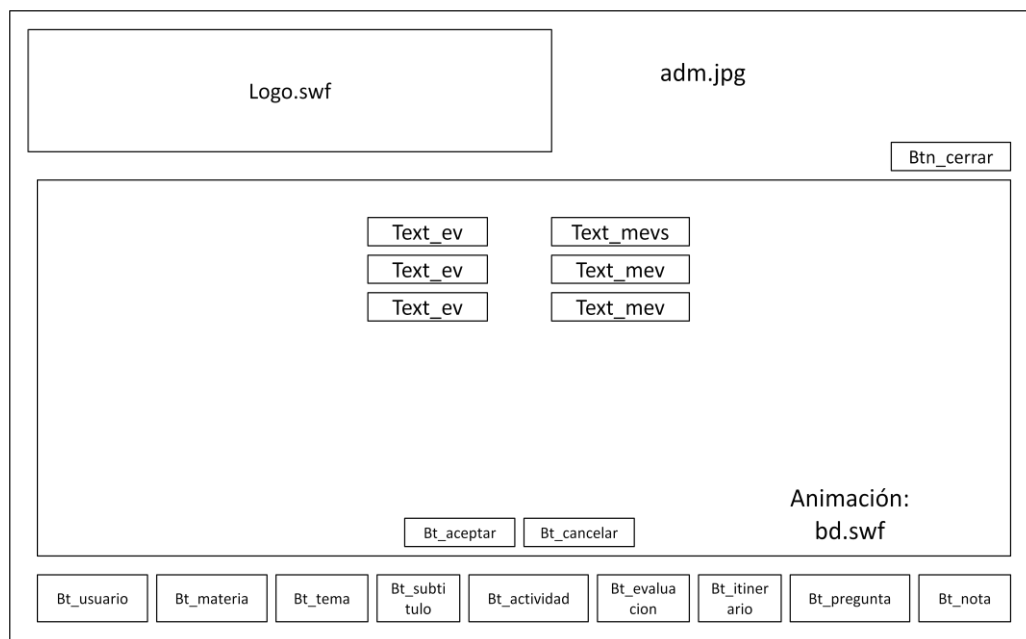 Logo.swf
adm.jpg
Btn_cerrar
Text_ev
Text_mevs
Text_ev
Text_mev
Text_ev
Text_mev
Animación:
bd.swf
Bt_aceptar
Bt_cancelar
Bt_usuario
Bt_materia
Bt_tema
Bt_subti
tulo
Bt_actividad
Bt_evalua
cion
Bt_itiner
ario
Bt_pregunta
Bt_nota